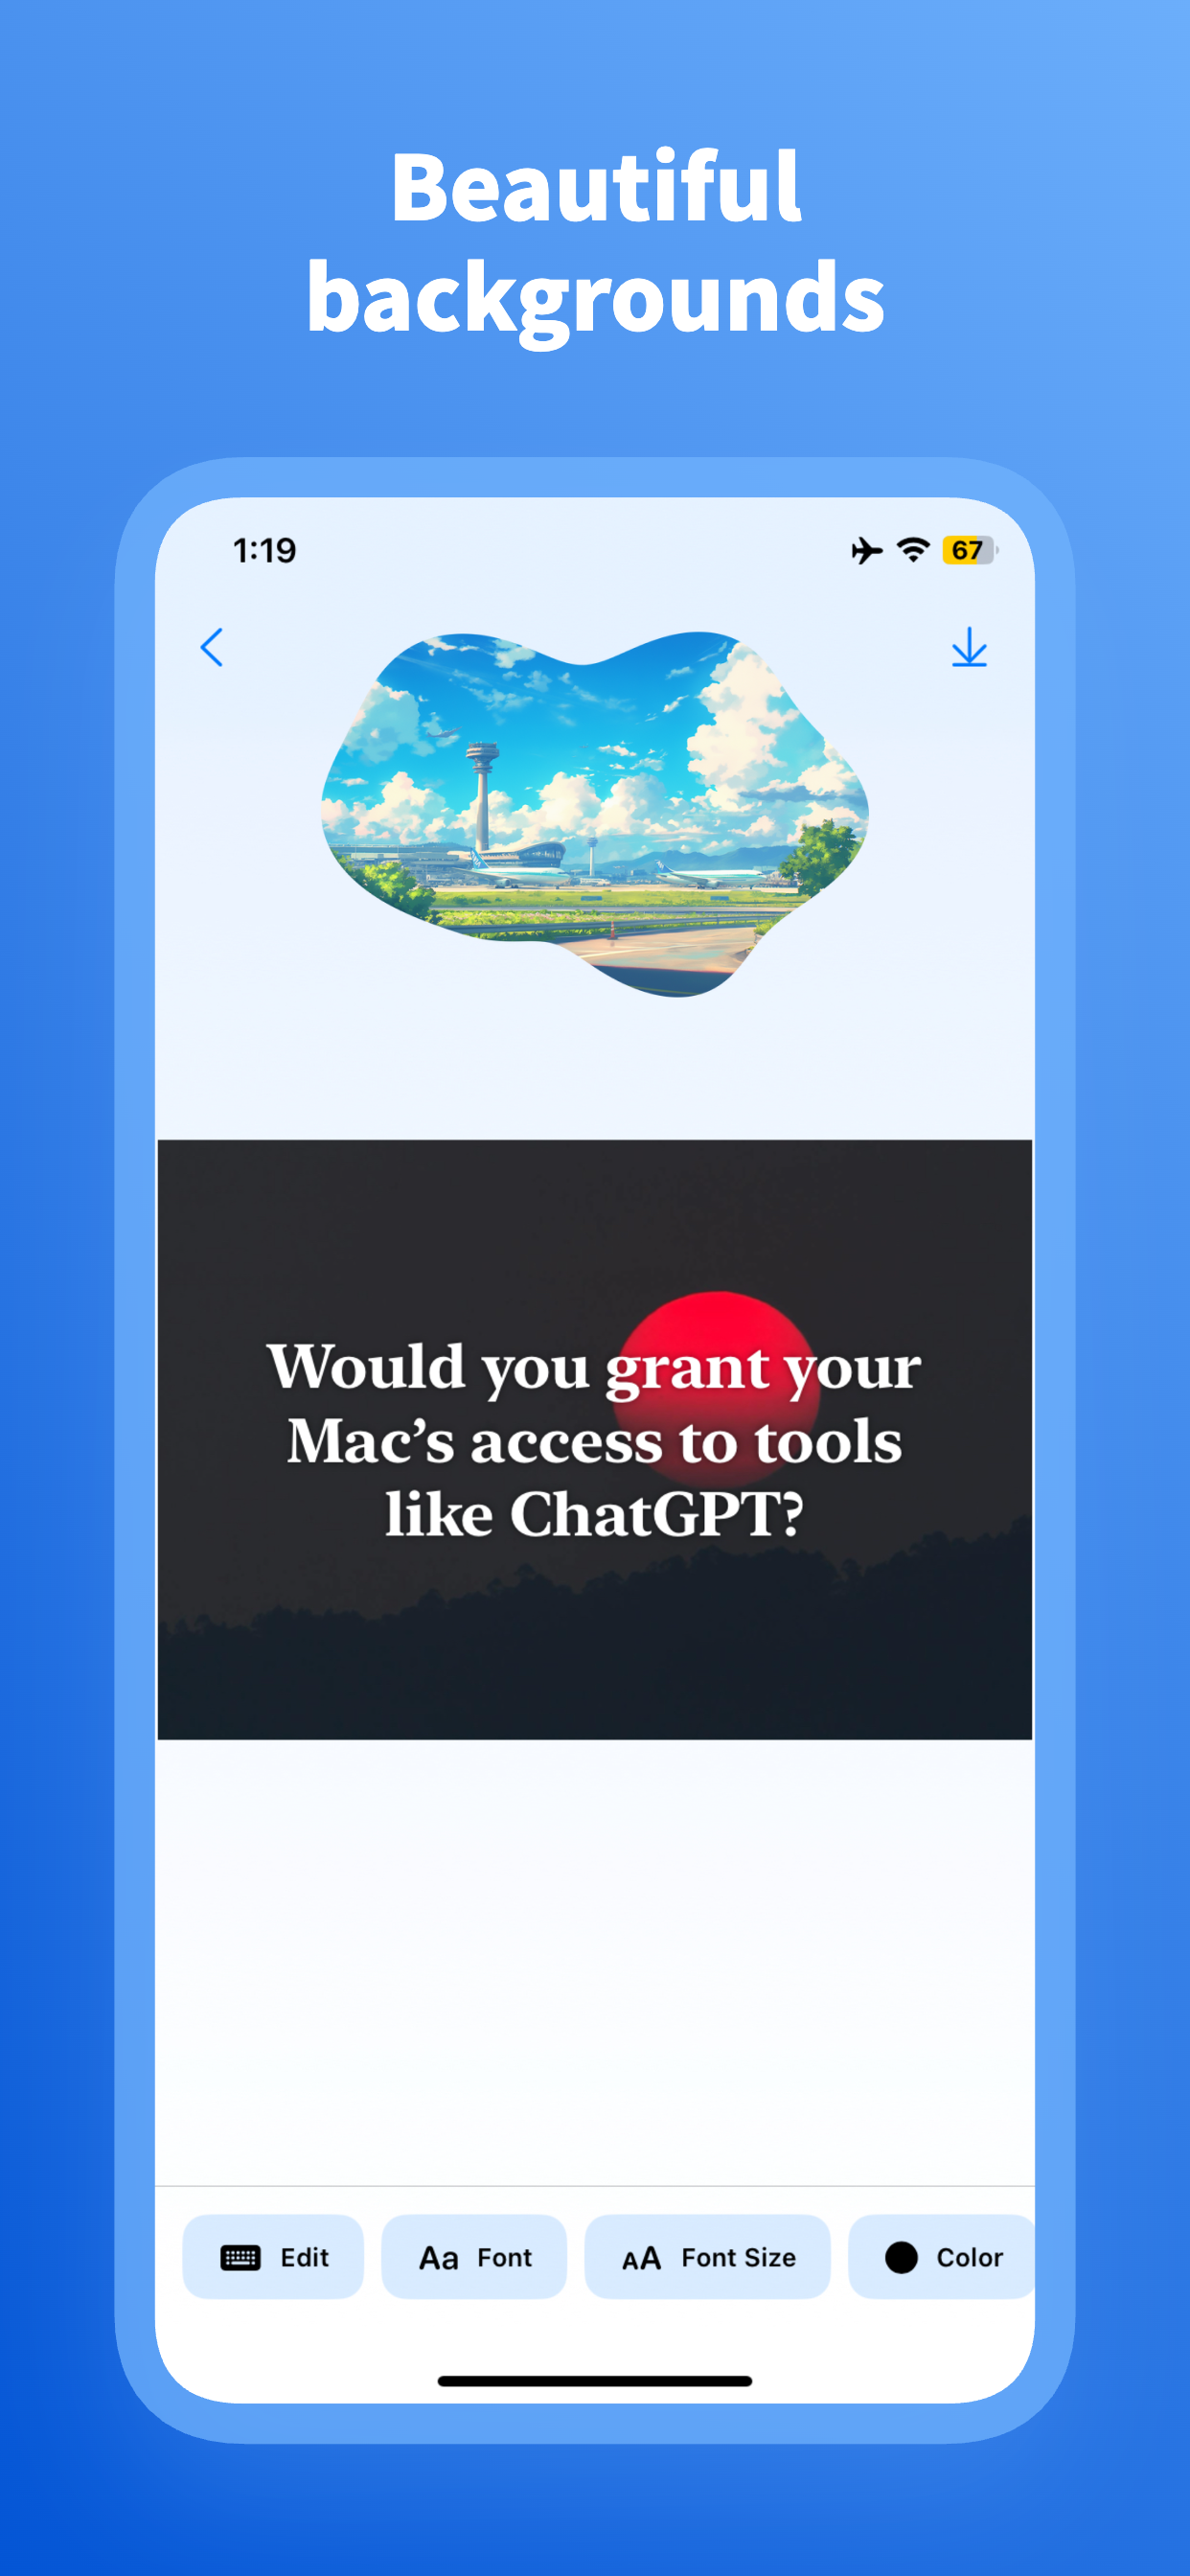 Beautiful
backgrounds
1:19
67
Would you grant your
Mac’s access to tools
like ChatGPT?
Edit
Aa Font
AA Font Size
Color